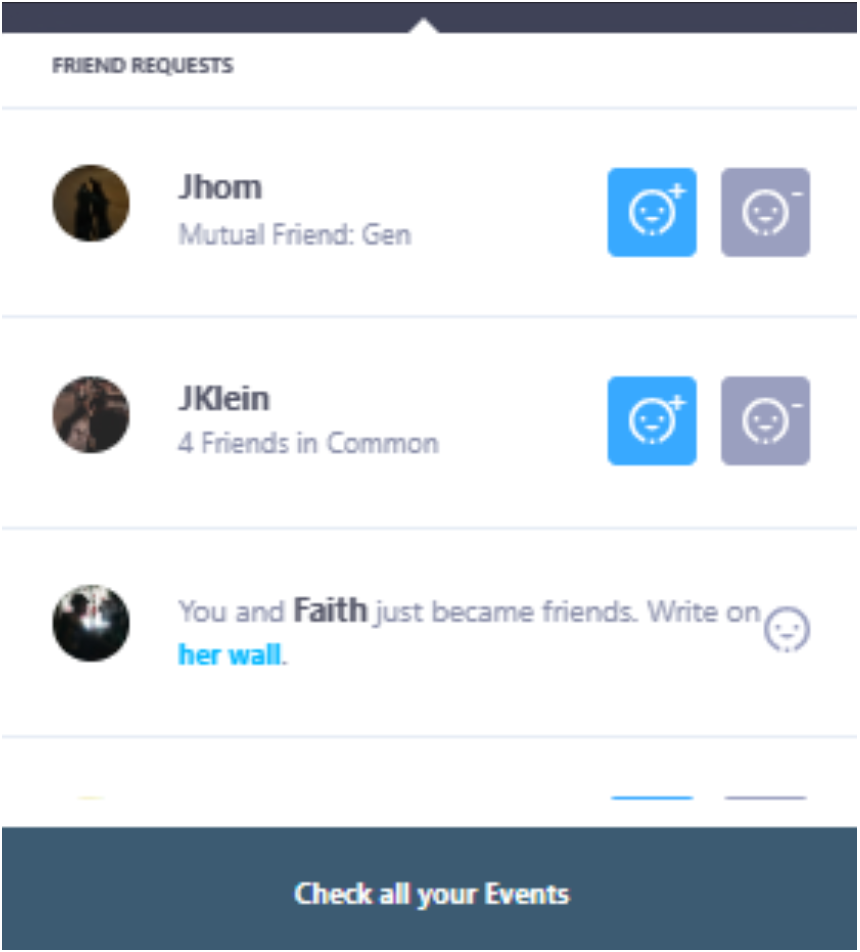 FRIEND REQUESTS
Jhom
Mutual Friend: Gen
JKlein
4 Friends in Common
You and Faith just became friends. Write on
her wall.
Check all your Events